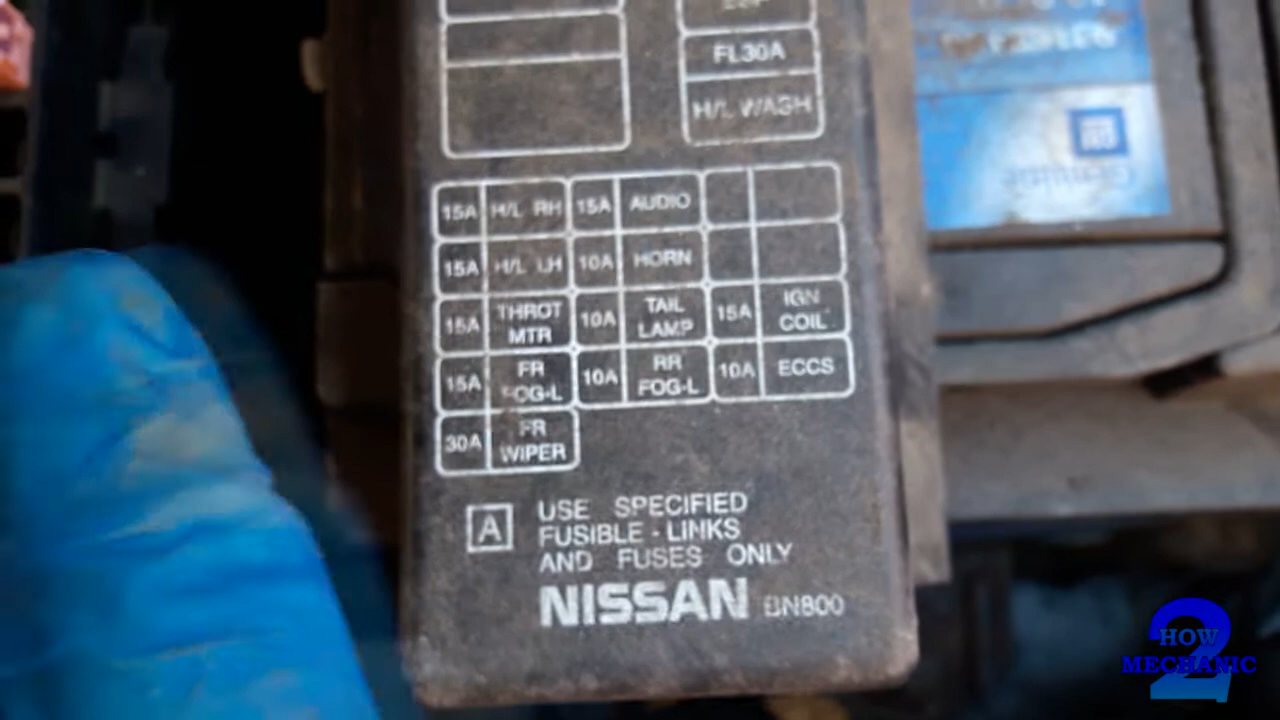 FL30A
H/L WASH
15A H/L RH 15A AUDIO
15A H/L LH 10A HORN
15A THROT MTR 10A TAIL LAMP 15A IGN COIL
15A FR FOG-L 10A RR FOG-L 10A ECCS
30A FR WIPER
A USE SPECIFIED
FUSIBLE-LINKS
AND FUSES ONLY
NISSAN BN800
GM
2
HOW
MECHANIC